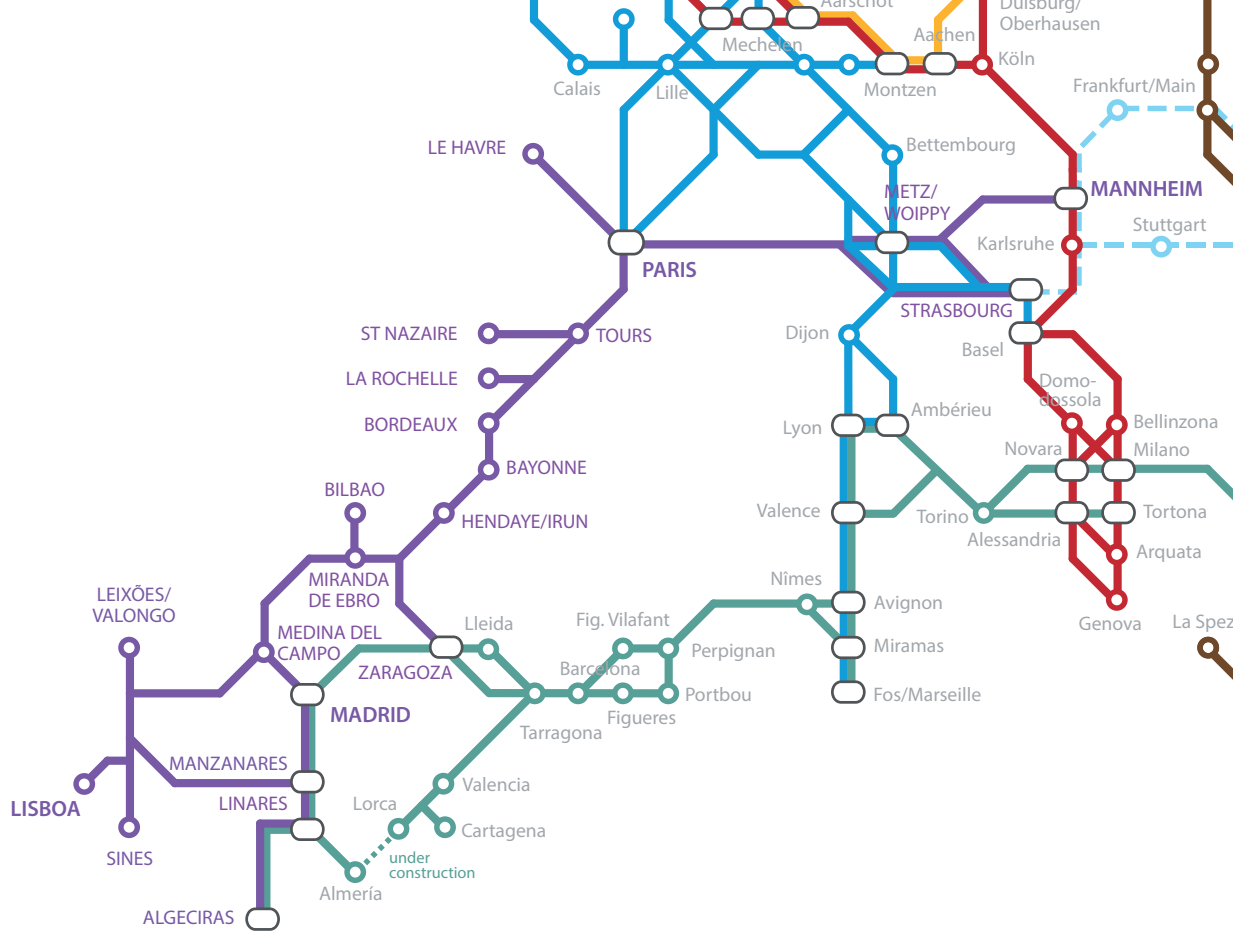 Aarschot
Duisburg/
Oberhausen
Aachen
Mechelen
Köln
Calais
Lille
Montzen
Frankfurt/Main
LE HAVRE
Bettembourg
METZ/
WOIPPY
MANNHEIM
Stuttgart
Karlsruhe
PARIS
STRASBOURG
ST NAZAIRE
TOURS
Dijon
Basel
LA ROCHELLE
Domo-
dossola
Ambérieu
BORDEAUX
Lyon
Bellinzona
Novara
Milano
BAYONNE
BILBAO
HENDAYE/IRUN
Valence
Torino
Tortona
Alessandria
Arquata
MIRANDA
DE EBRO
Nîmes
LEIXÕES/
VALONGO
Avignon
Lleida
Fig. Vilafant
Genova
La Spez
MEDINA DEL
CAMPO
Miramas
Perpignan
ZARAGOZA
Barcelona
Portbou
Fos/Marseille
MADRID
Figueres
Tarragona
MANZANARES
Valencia
LISBOA
LINARES
Lorca
Cartagena
SINES
under
construction
Almería
ALGECIRAS